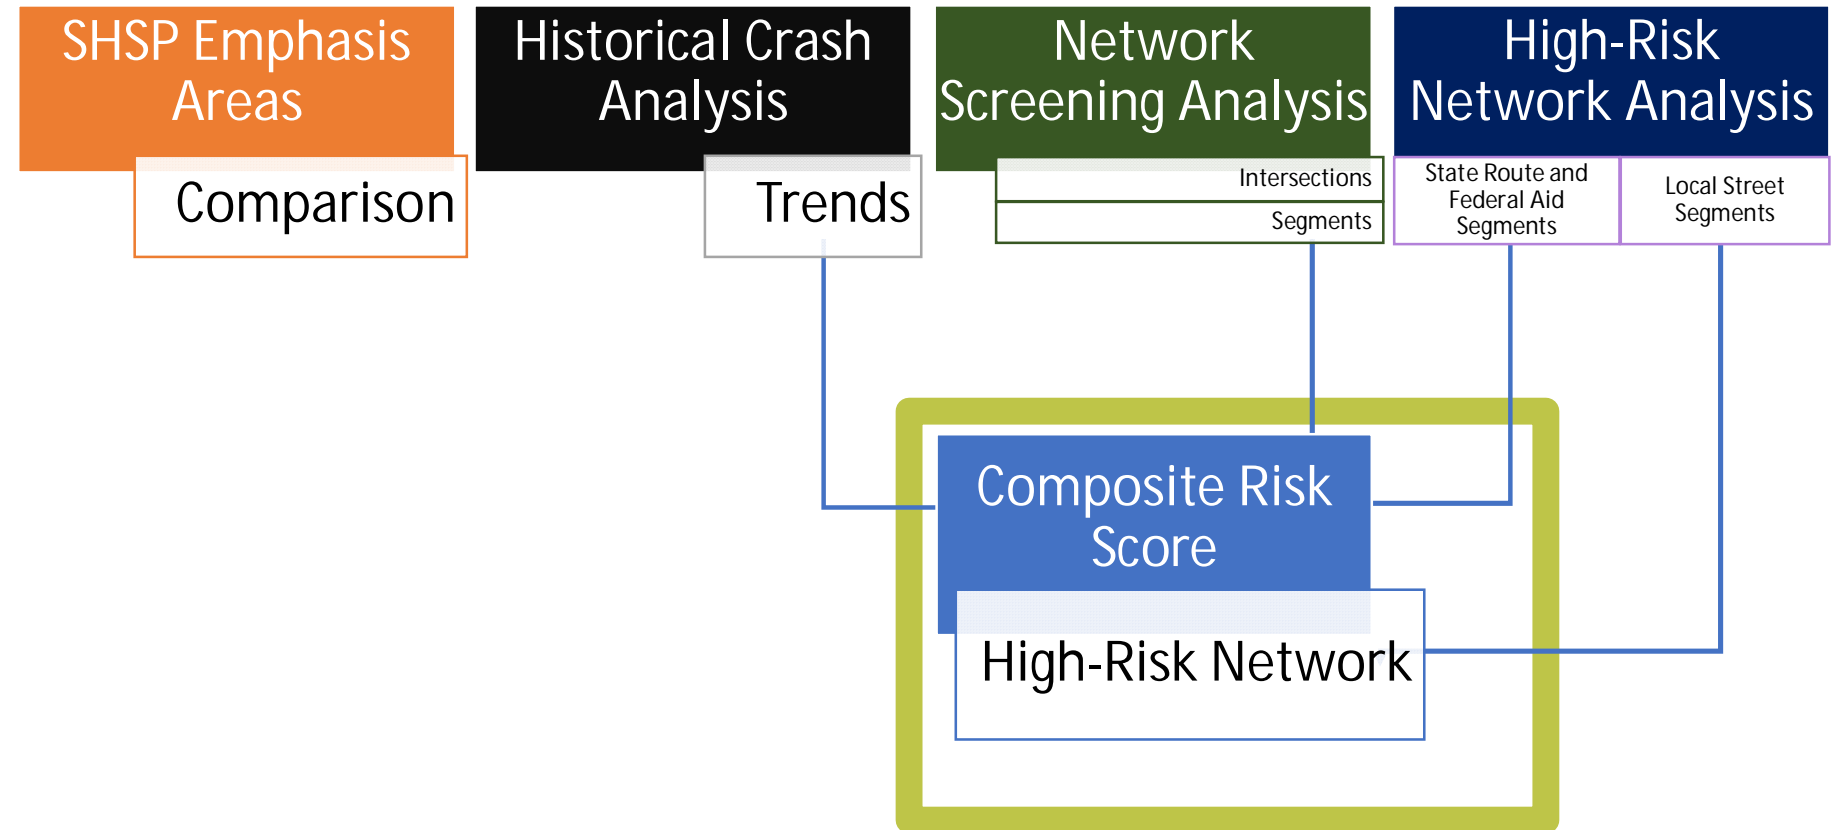 SHSP Emphasis
Areas
Comparison
Historical Crash
Analysis
Trends
Network
Screening Analysis
Intersections
Segments
High-Risk
Network Analysis
State Route and
Federal Aid
Segments
Local Street
Segments
Composite Risk
Score
High-Risk Network